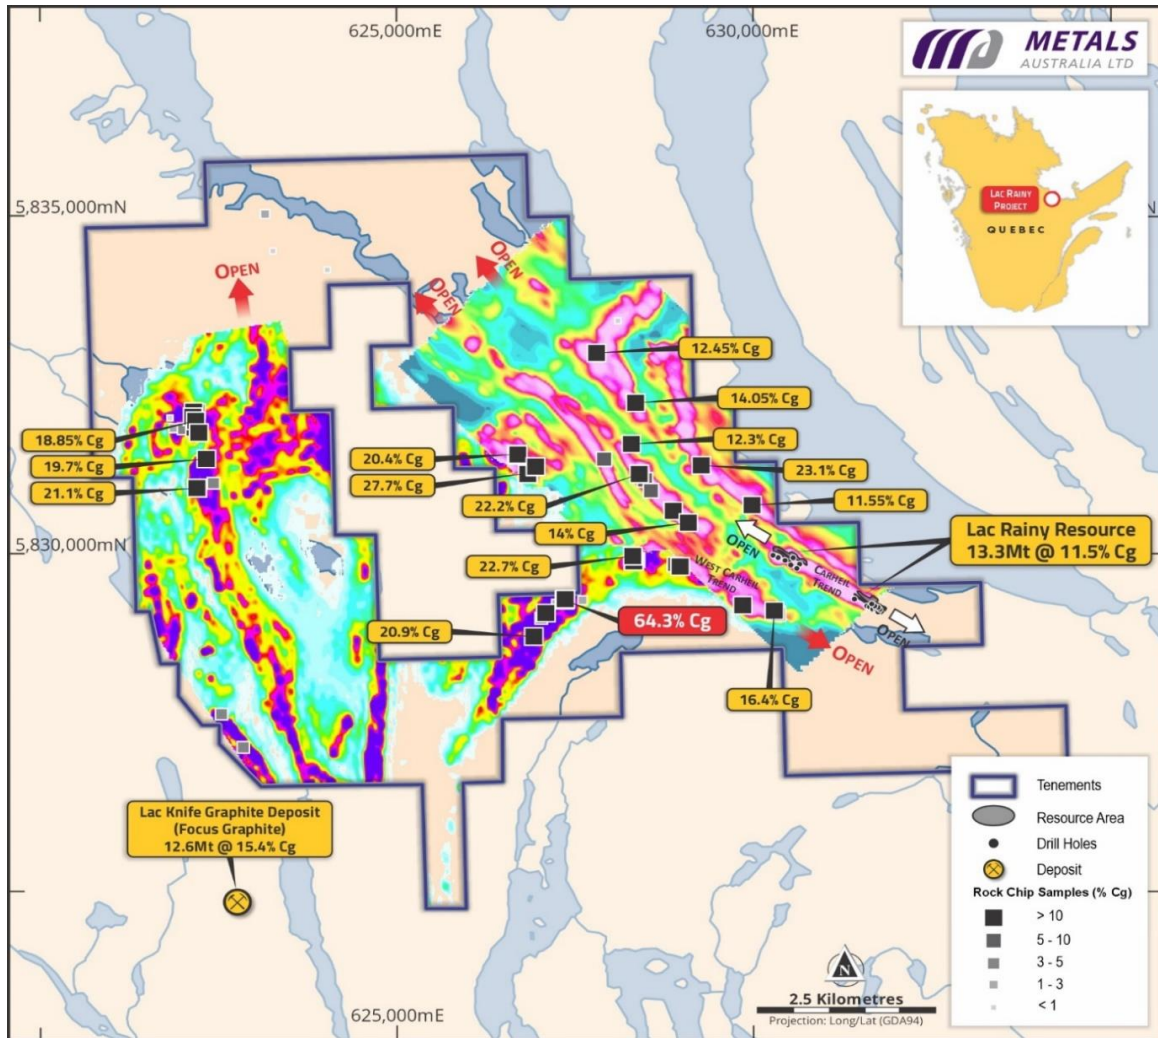 625,000mE
630,000mE
METALS
AUSTRALIA LTD
LAC RAINY
PROJECT
QUEBEC
5,835,000mN
N
OPEN
OPEN
OPEN
12.45% Cg
14.05% Cg
12.3% Cg
23.1% Cg
11.55% Cg
18.85% Cg
19.7% Cg
21.1% Cg
20.4% Cg
27.7% Cg
22.2% Cg
14% Cg
5,830,000mN
22.7% Cg
20.9% Cg
64.3% Cg
16.4% Cg
OPEN
CARHEIL
TREND
WEST CARHEIL
TREND
OPEN
OPEN
Lac Rainy Resource
13.3Mt @ 11.5% Cg
Lac Knife Graphite Deposit
(Focus Graphite)
12.6Mt @ 15.4% Cg
Tenements
Resource Area
Drill Holes
Deposit
Rock Chip Samples (% Cg)
> 10
5 - 10
3 - 5
1 - 3
< 1
N
2.5 Kilometres
Projection: Long/Lat (GDA94)
625,000mE